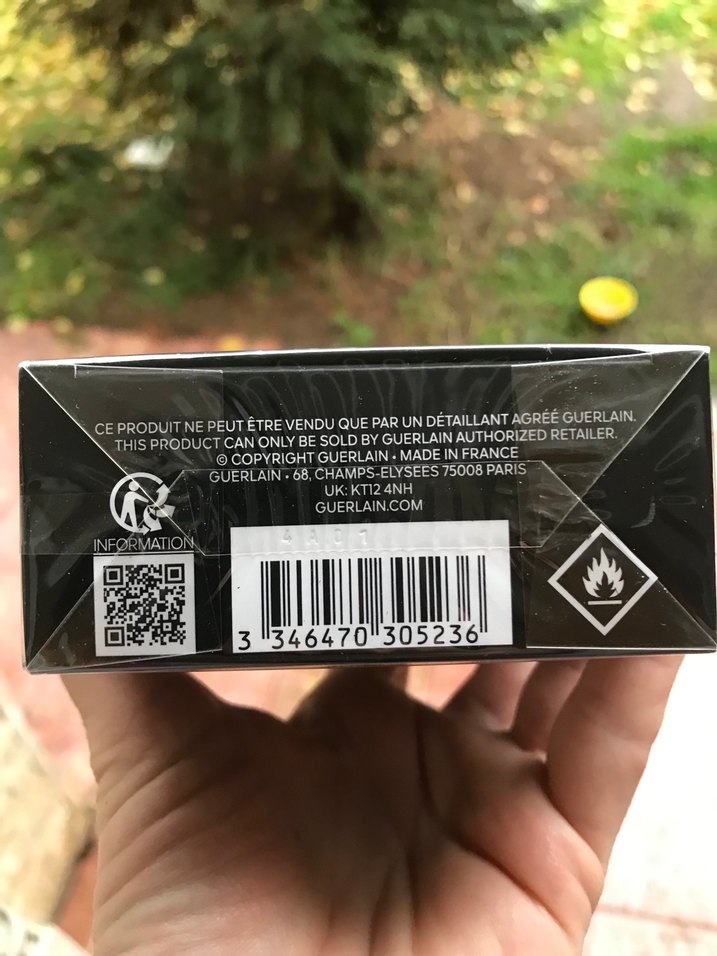 CE PRODUIT NE PEUT ÊTRE VENDU QUE PAR UN DÉTAILLANT AGRÉÉ GUERLAIN.
THIS PRODUCT CAN ONLY BE SOLD BY GUERLAIN AUTHORIZED RETAILER.
© COPYRIGHT GUERLAIN • MADE IN FRANCE
GUERLAIN • 68, CHAMPS-ELYSEES 75008 PARIS
UK: KT12 4NH
GUERLAIN.COM
INFORMATION
4A01
3 346470 305236